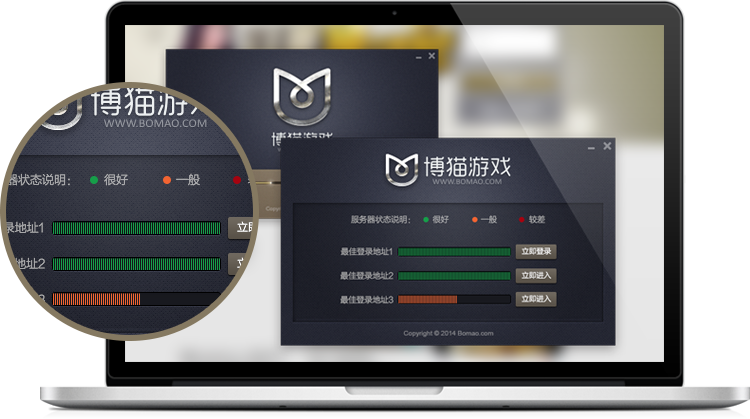 博猫游戏
博猫游戏
WWW.BOMAO.COM
器状态说明： 很好 一般
录地址1 立即
地址2
3
Copyright
博猫游戏
WWW.BOMAO.COM
服务器状态说明： 很好 一般 较差
最佳登录地址1 立即登录
最佳登录地址2 立即进入
最佳登录地址3 立即进入
Copyright © 2014 Bomao.com